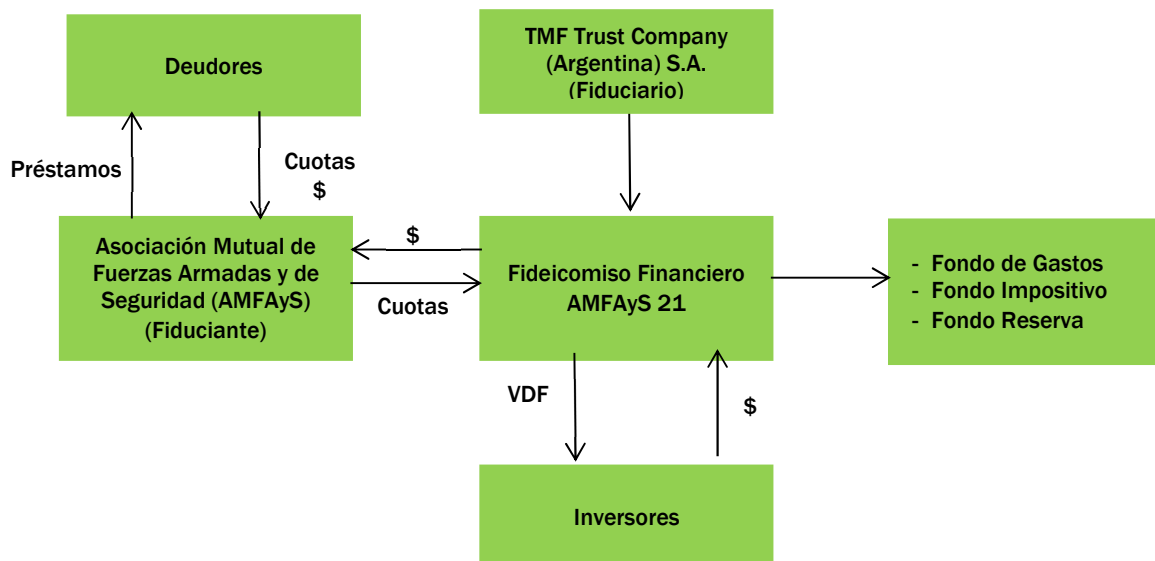 Deudores
TMF Trust Company
(Argentina) S.A.
(Fiduciario)
Préstamos
Cuotas
$
Asociación Mutual de
Fuerzas Armadas y de
Seguridad (AMFAyS)
(Fiduciante)
$
Cuotas
Fideicomiso Financiero
AMFAyS 21
- Fondo de Gastos
- Fondo Impositivo
- Fondo Reserva
VDF
$
Inversores